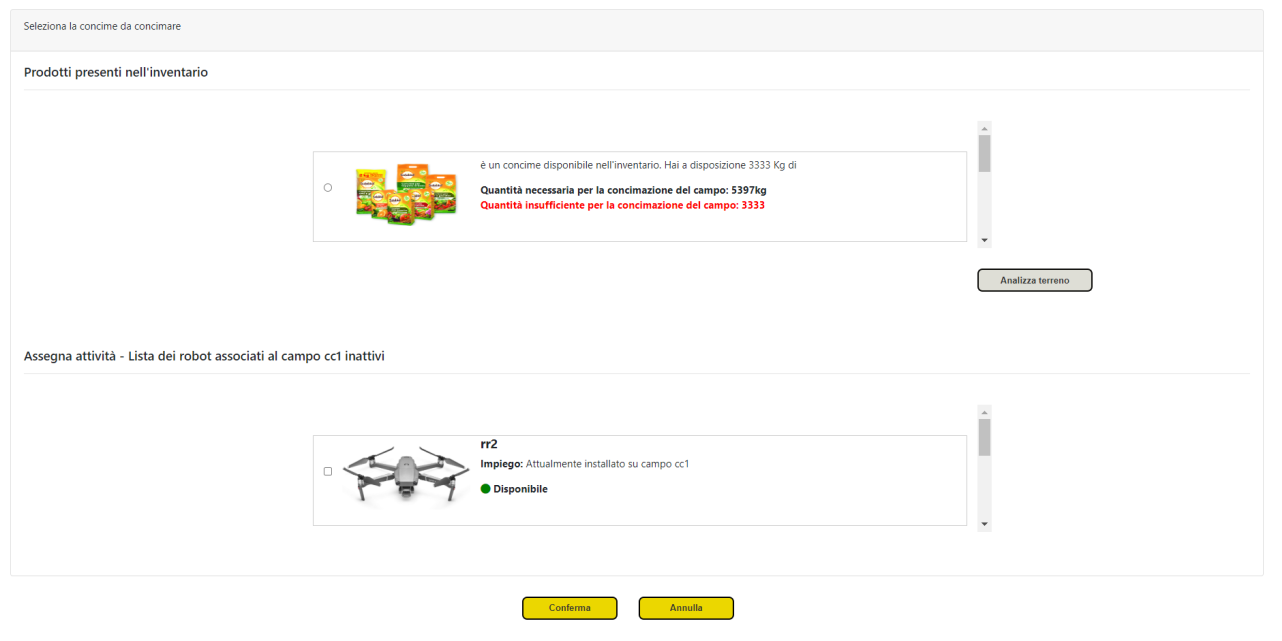 Seleziona la concime da concimare
Prodotti presenti nell'inventario
è un concime disponibile nell'inventario. Hai a disposizione 3333 Kg di
Quantità necessaria per la concimazione del campo: 5397kg
Quantità insufficiente per la concimazione del campo: 3333
Analizza terreno
Assegna attività - Lista dei robot associati al campo cc1 inattivi
rr2
Impiego: Attualmente installato su campo cc1
Disponibile
Conferma
Annulla